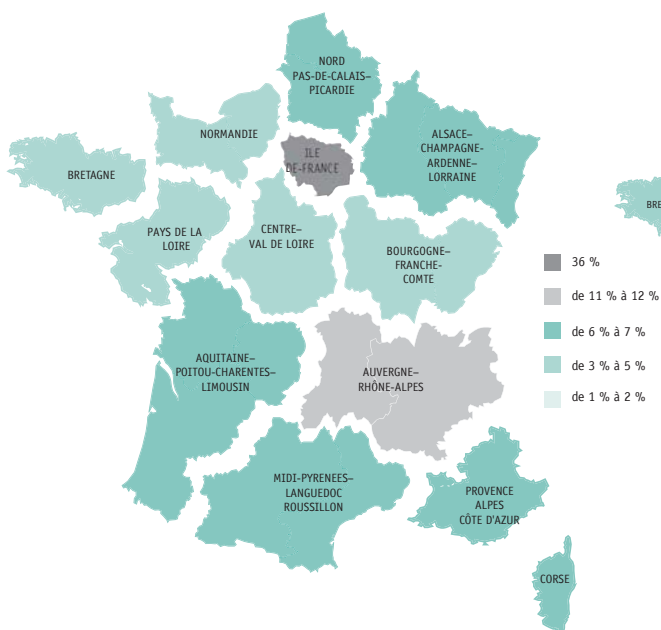 NORD
PAS-DE-CALAIS–
PICARDIE
NORMANDIE
ILE
DE-FRANCE
ALSACE–
CHAMPAGNE-
ARDENNE–
LORRAINE
BRETAGNE
PAYS DE LA
LOIRE
CENTRE–
VAL DE LOIRE
BOURGOGNE–
FRANCHE-
COMTE
BRE
36 %
de 11 % à 12 %
de 6 % à 7 %
de 3 % à 5 %
de 1 % à 2 %
AQUITAINE–
POITOU-CHARENTES–
LIMOUSIN
AUVERGNE–
RHÔNE-ALPES
MIDI-PYRENEES–
LANGUEDOC
ROUSSILLON
PROVENCE
ALPES
CÔTE D'AZUR
CORSE